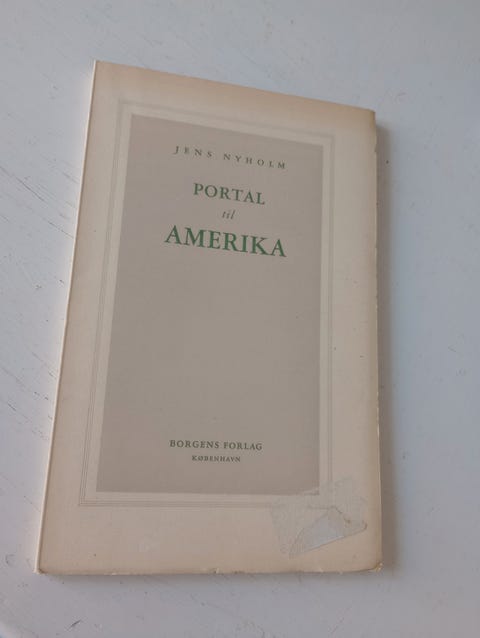 JENS NYHOLM
PORTAL
til
AMERIKA
BORGENS FORLAG
KØBENHAVN